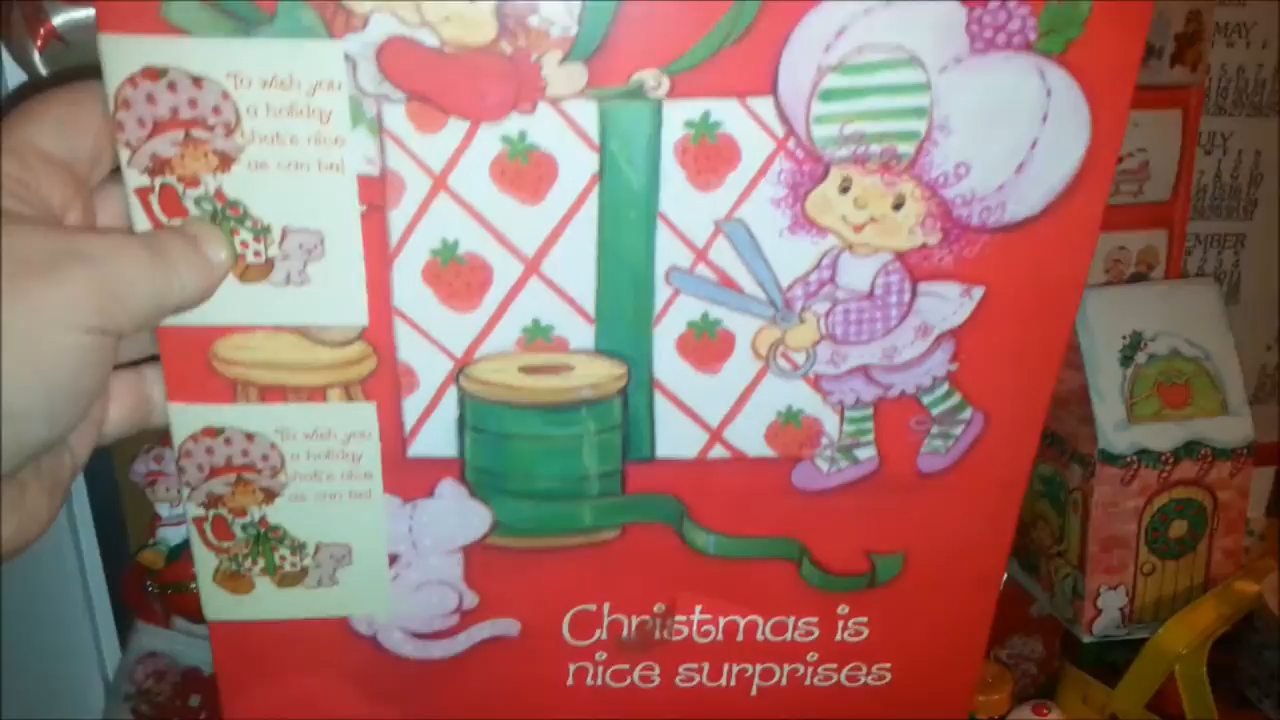 To wish you
a holiday
that's nice
as can be!
To wish you
a holiday
that's nice
as can be!
Christmas is
nice surprises
MAY
ULY
EMBER